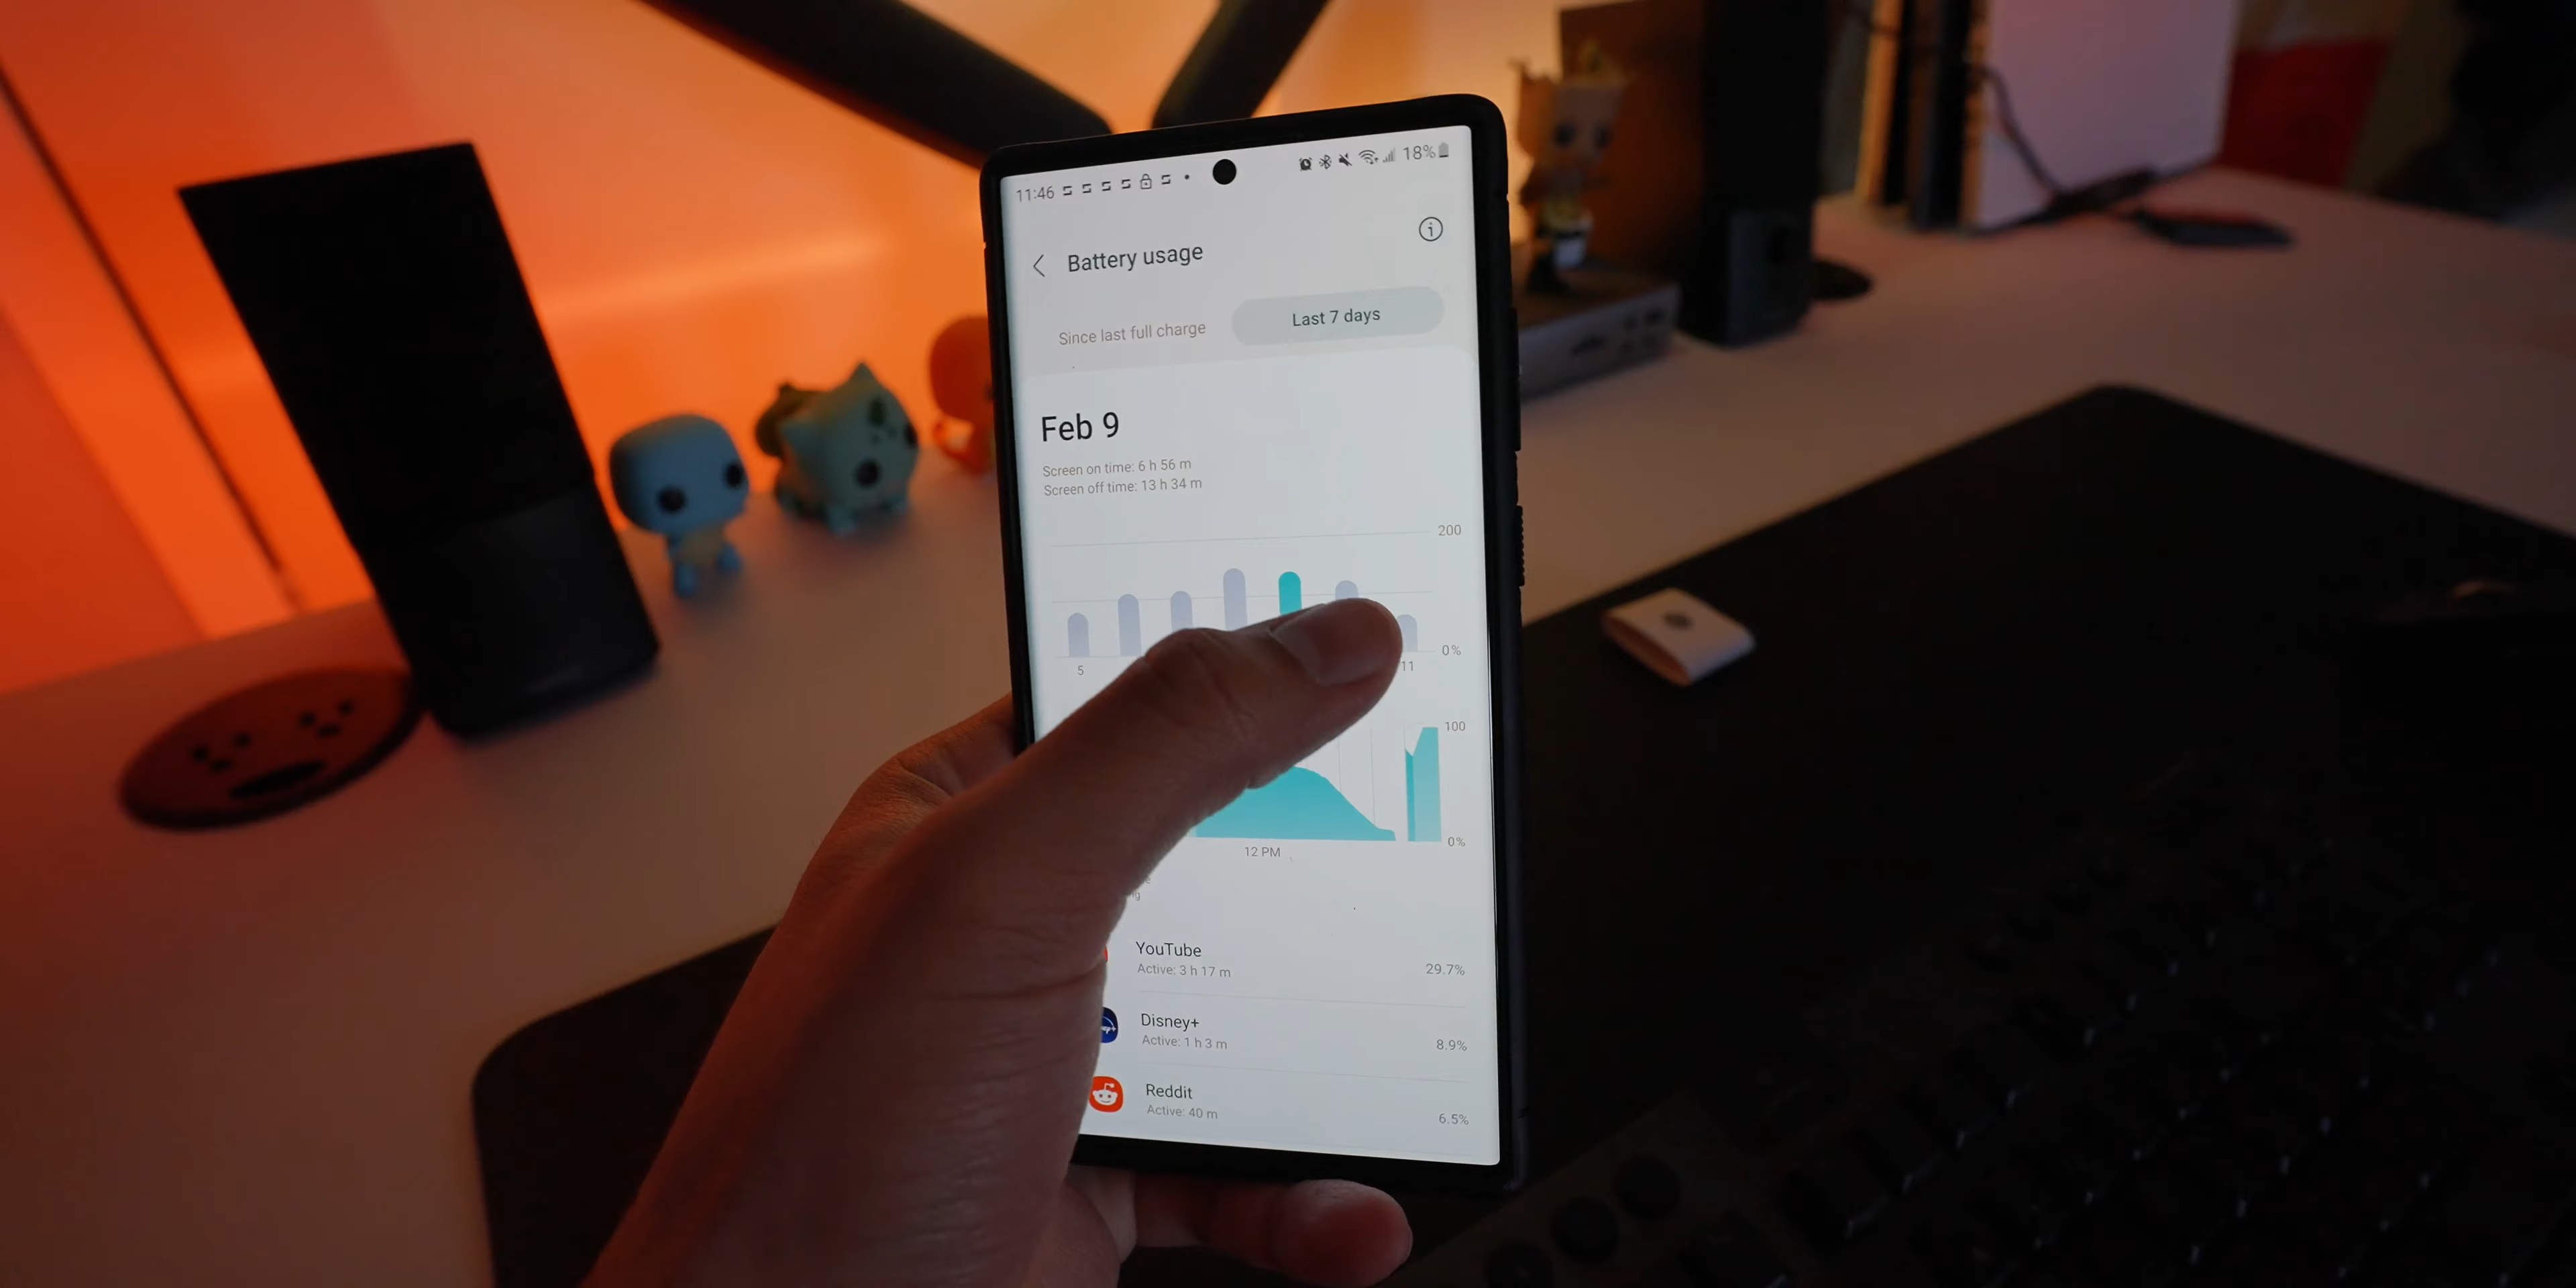 11:46
18%
Battery usage
Since last full charge
Last 7 days
Feb 9
Screen on time: 6 h 56 m
Screen off time: 13 h 34 m
200
0%
5
11
100
0%
12 PM
YouTube
Active: 3 h 17 m
29.7%
Disney+
Active: 1 h 3 m
8.9%
Reddit
Active: 40 m
6.5%